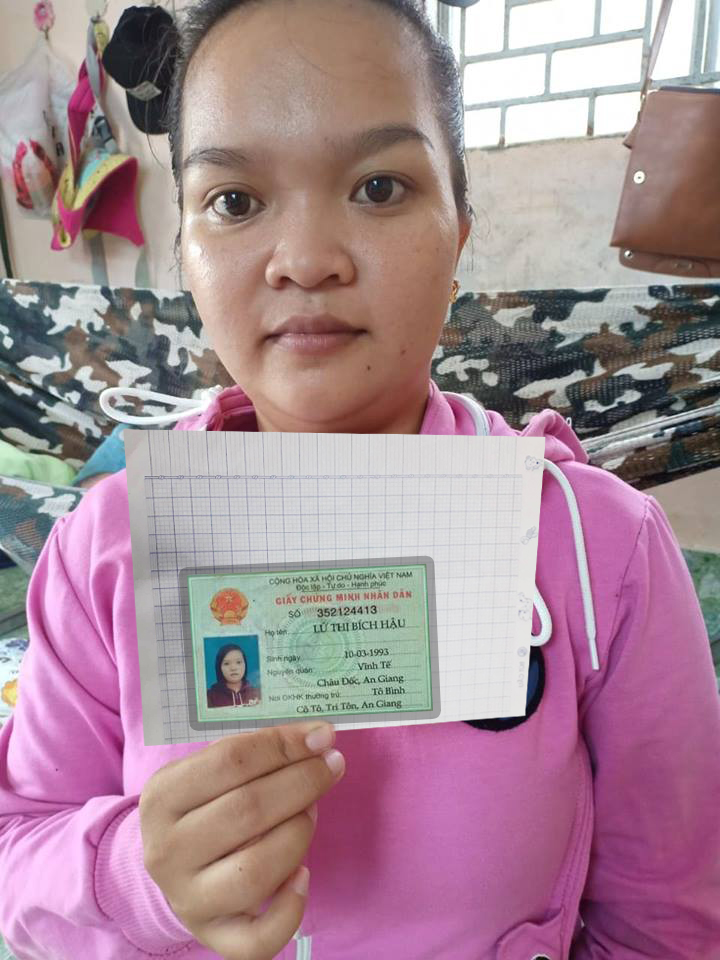 CỘNG HÒA XÃ HỘI CHỦ NGHĨA VIỆT NAM
Độc lập - Tự do - Hạnh phúc
GIẤY CHỨNG MINH NHÂN DÂN
SỐ 352124413
Họ tên: LỮ THỊ BÍCH HẬU
Sinh ngày: 10-03-1993
Nguyên quán: Vĩnh Tế
Châu Đốc, An Giang
Nơi ĐKHK thường trú: Tô Bình
Cô Tô, Tri Tôn, An Giang